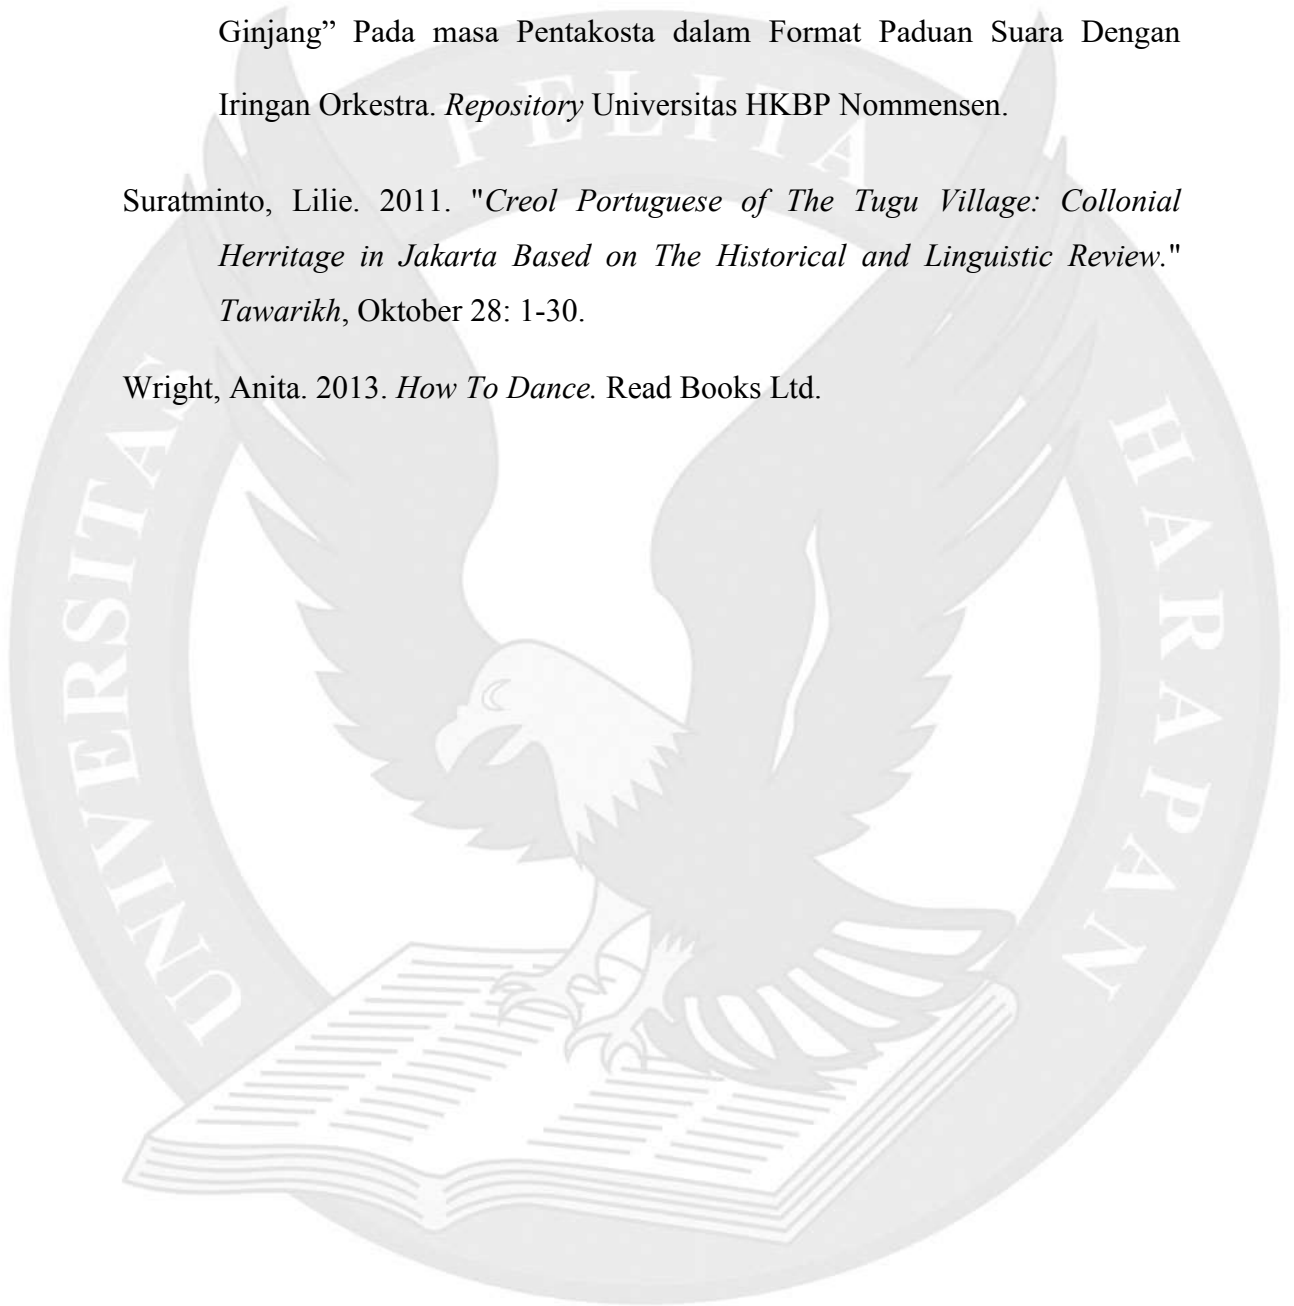 Ginjang” Pada masa Pentakosta dalam Format Paduan Suara Dengan
Iringan Orkestra. Repository Universitas HKBP Nommensen.
Suratminto, Lilie. 2011. "Creol Portuguese of The Tugu Village: Collonial
Herritage in Jakarta Based on The Historical and Linguistic Review."
Tawarikh, Oktober 28: 1-30.
Wright, Anita. 2013. How To Dance. Read Books Ltd.
UNIVERSITAS PELITA HARAPAN